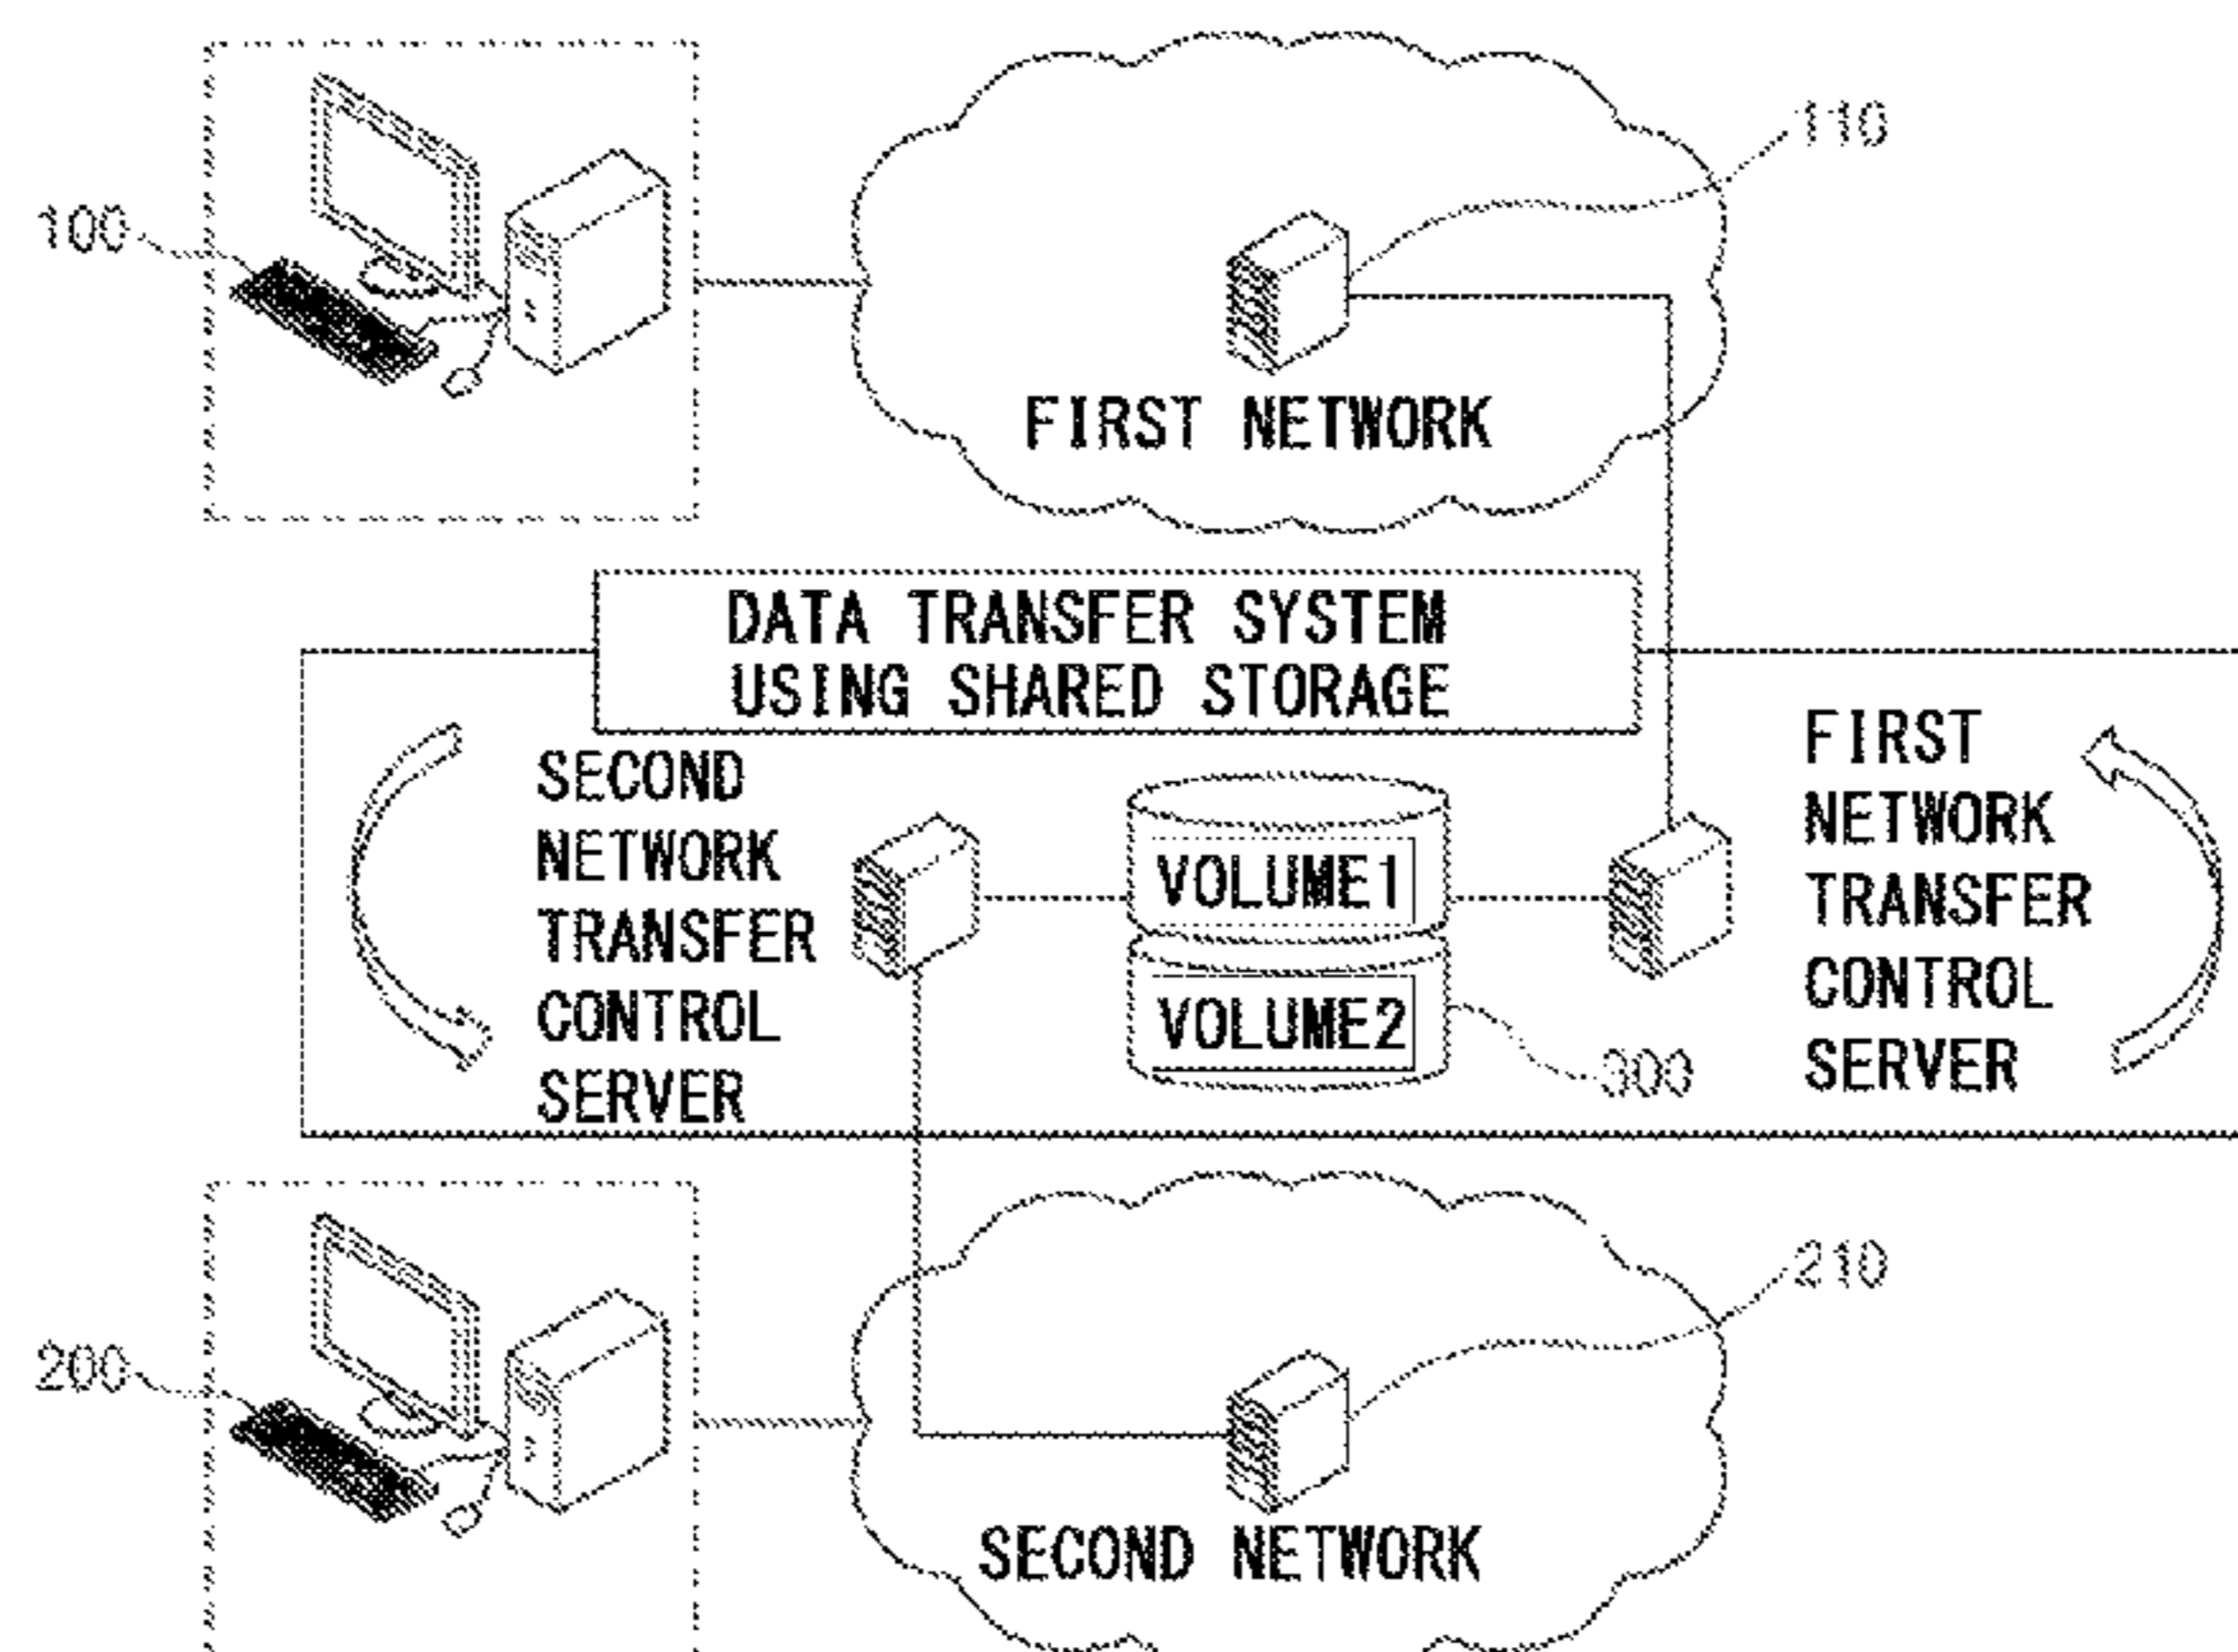 110
100
FIRST NETWORK
DATA TRANSFER SYSTEM
USING SHARED STORAGE
SECOND
NETWORK
TRANSFER
CONTROL
SERVER
VOLUME1
VOLUME2
300
FIRST
NETWORK
TRANSFER
CONTROL
SERVER
210
200
SECOND NETWORK